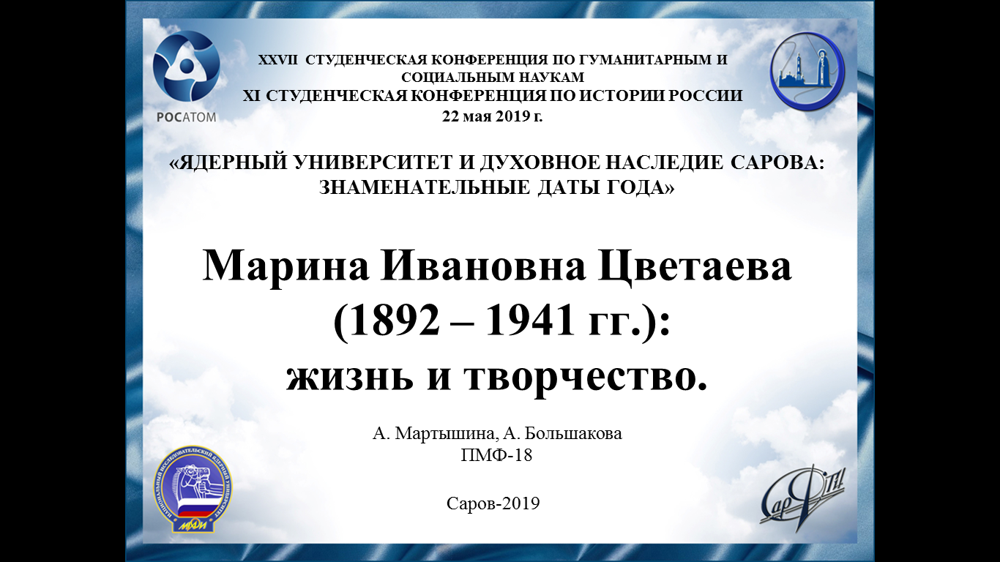 XXVII СТУДЕНЧЕСКАЯ КОНФЕРЕНЦИЯ ПО ГУМАНИТАРНЫМ И
СОЦИАЛЬНЫМ НАУКАМ
XI СТУДЕНЧЕСКАЯ КОНФЕРЕНЦИЯ ПО ИСТОРИИ РОССИИ
22 мая 2019 г.
РОСАТОМ
«ЯДЕРНЫЙ УНИВЕРСИТЕТ И ДУХОВНОЕ НАСЛЕДИЕ САРОВА:
ЗНАМЕНАТЕЛЬНЫЕ ДАТЫ ГОДА»
Марина Ивановна Цветаева
(1892 – 1941 гг.):
жизнь и творчество.
А. Мартышина, А. Большакова
ПМФ-18
Саров-2019
НАЦИОНАЛЬНЫЙ ИССЛЕДОВАТЕЛЬСКИЙ ЯДЕРНЫЙ УНИВЕРСИТЕТ
МИФИ
СарФТИ